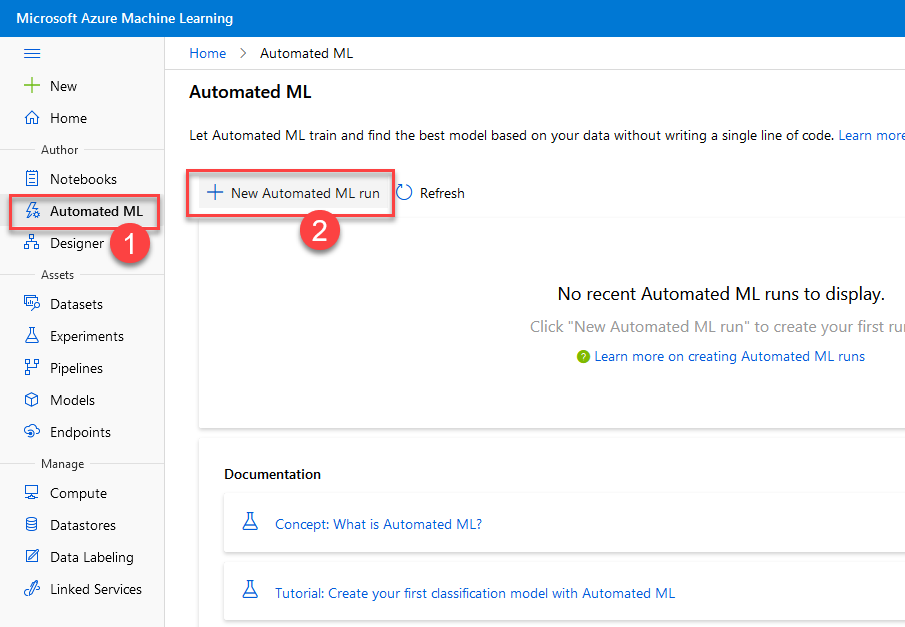 Microsoft Azure Machine Learning
Home > Automated ML
New
Home
Author
Notebooks
Automated ML
1
Designer
Assets
Datasets
Experiments
Pipelines
Models
Endpoints
Manage
Compute
Datastores
Data Labeling
Linked Services
Automated ML
Let Automated ML train and find the best model based on your data without writing a single line of code. Learn more
New Automated ML run
Refresh
2
No recent Automated ML runs to display.
Click "New Automated ML run" to create your first
Learn more on creating Automated ML runs
Documentation
Concept: What is Automated ML?
Tutorial: Create your first classification model with Automated ML